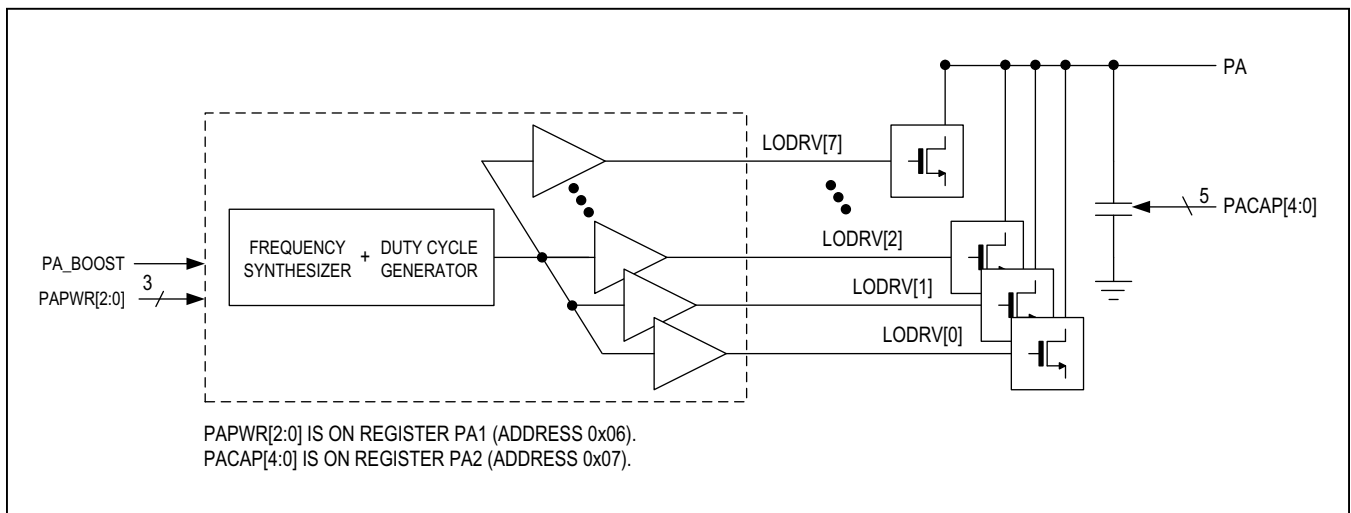 PA
LODRV[7]
5
PACAP[4:0]
LODRV[2]
FREQUENCY SYNTHESIZER + DUTY CYCLE GENERATOR
PA_BOOST
3
PAPWR[2:0]
LODRV[1]
LODRV[0]
PAPWR[2:0] IS ON REGISTER PA1 (ADDRESS 0x06).
PACAP[4:0] IS ON REGISTER PA2 (ADDRESS 0x07).